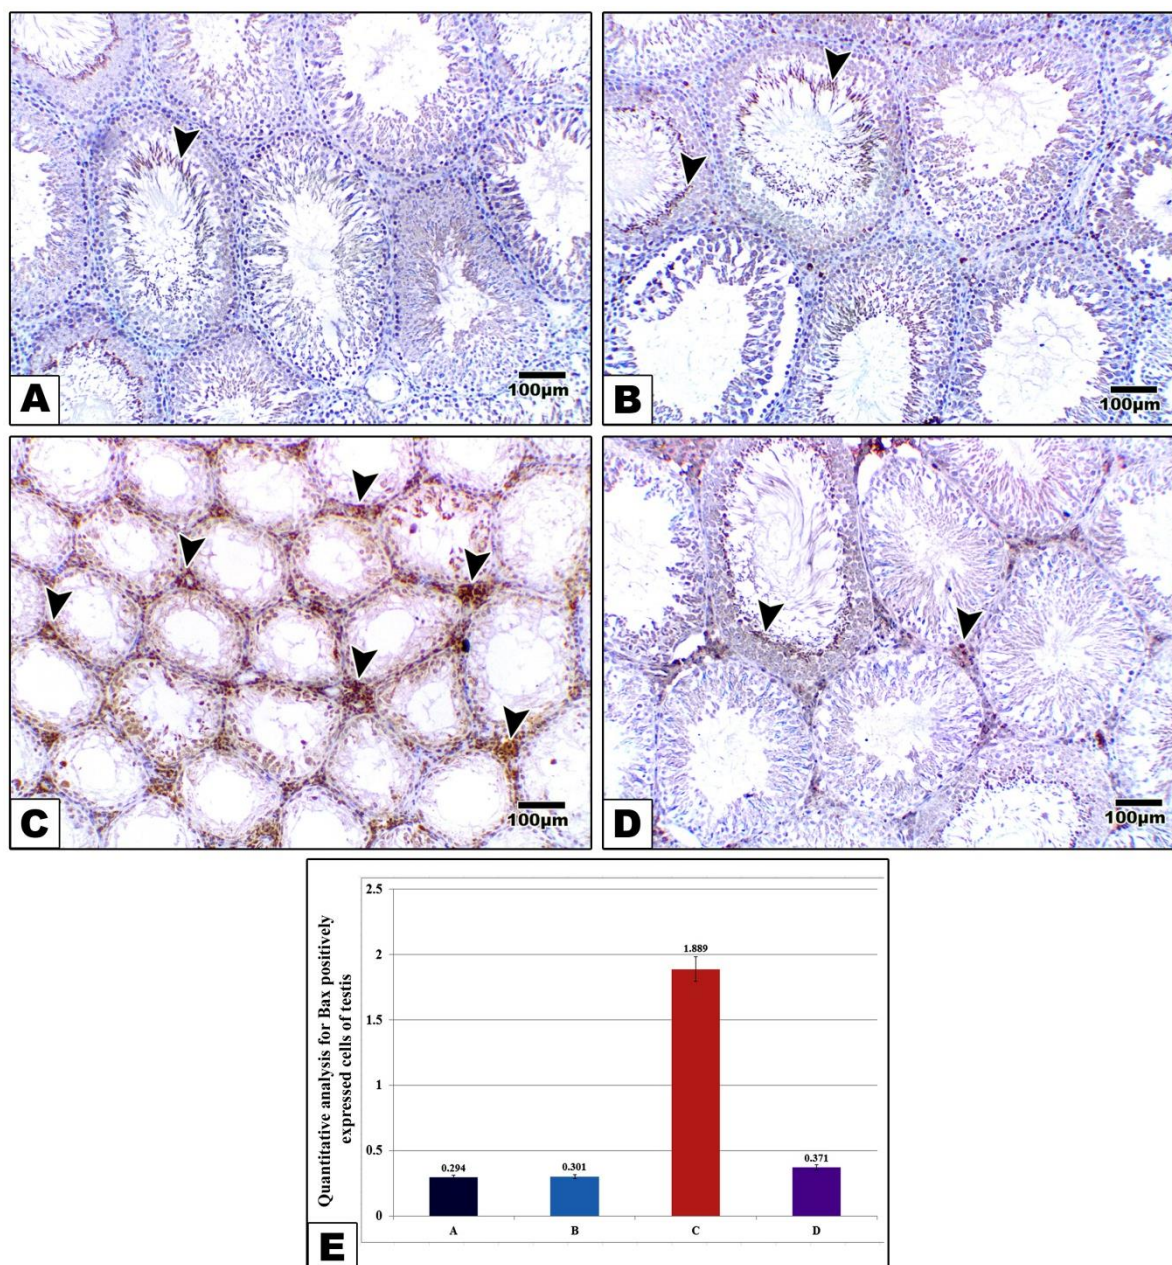 100µm
A
100µm
B
100µm
C
100µm
D
Quantitative analysis for Bax positively
expressed cells of testis
2.5
2
1.5
1
0.5
0
0.294
0.301
1.889
0.371
A
B
C
D
E